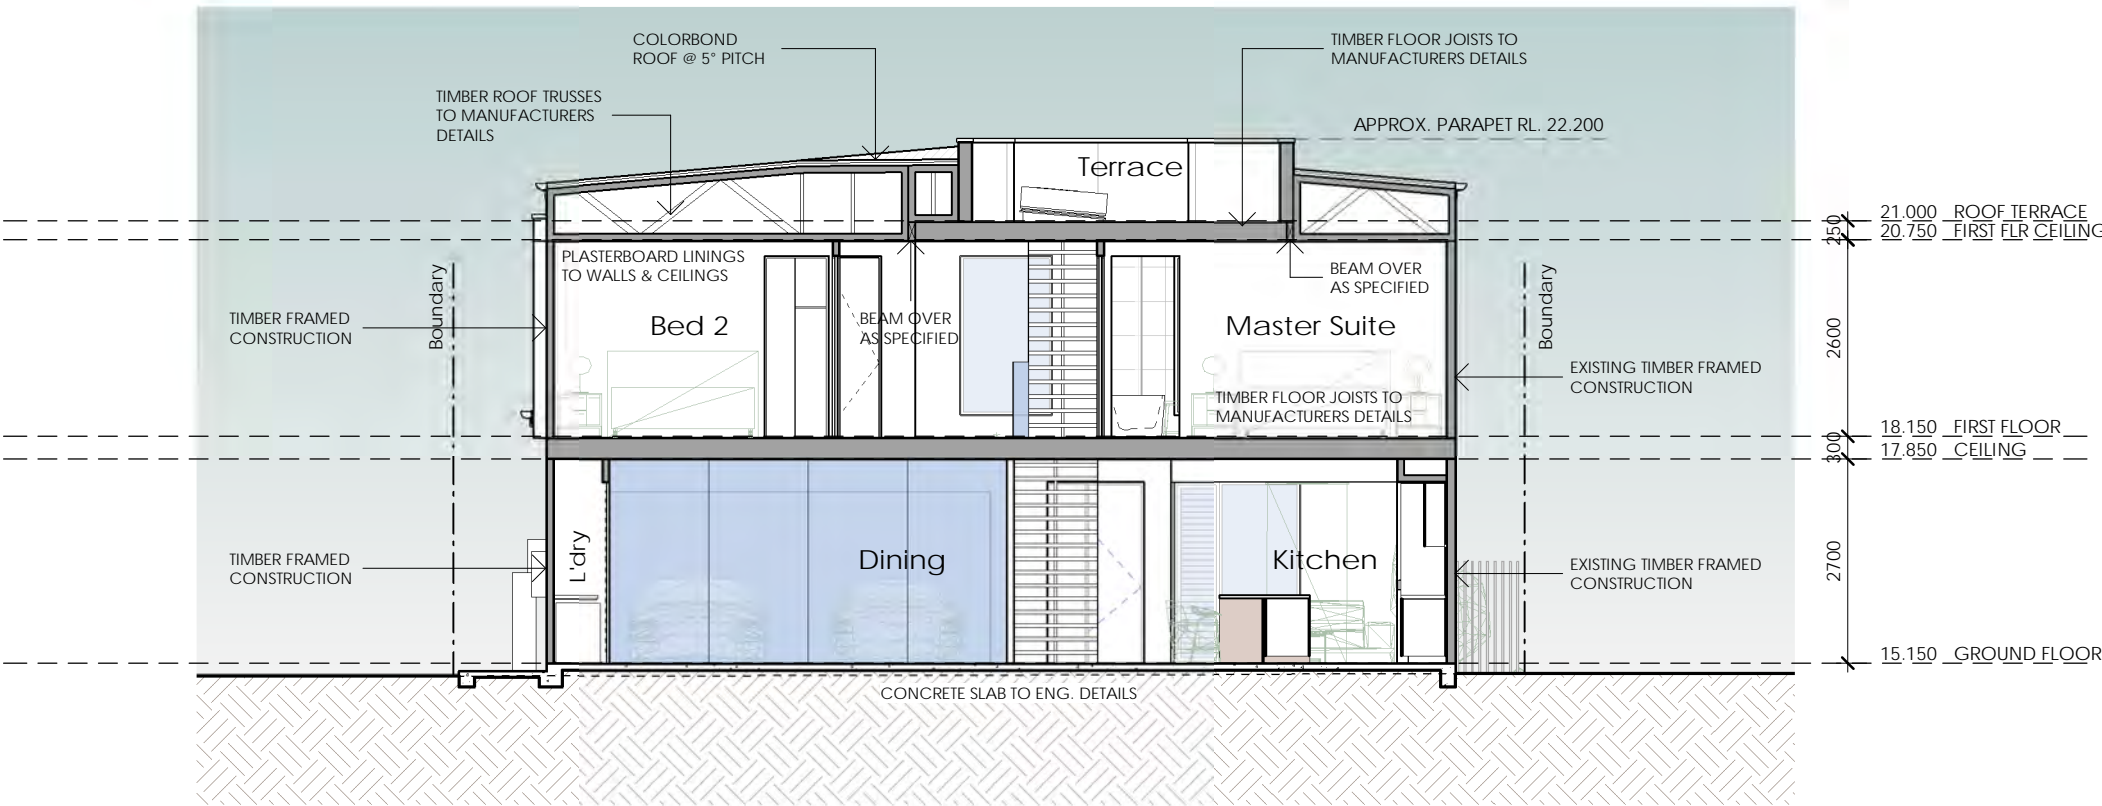 COLORBOND
ROOF @ 5° PITCH
TIMBER FLOOR JOISTS TO
MANUFACTURERS DETAILS
TIMBER ROOF TRUSSES
TO MANUFACTURERS
DETAILS
APPROX. PARAPET RL. 22.200
Terrace
21.000 ROOF TERRACE
250
20.750 FIRST FLR CEILING
PLASTERBOARD LININGS
TO WALLS & CEILINGS
BEAM OVER
AS SPECIFIED
Boundary
Boundary
TIMBER FRAMED
CONSTRUCTION
Bed 2
BEAM OVER
AS SPECIFIED
Master Suite
2600
EXISTING TIMBER FRAMED
CONSTRUCTION
TIMBER FLOOR JOISTS TO
MANUFACTURERS DETAILS
18.150 FIRST FLOOR
300
17.850 CEILING
TIMBER FRAMED
CONSTRUCTION
L'dry
Dining
Kitchen
EXISTING TIMBER FRAMED
CONSTRUCTION
2700
15.150 GROUND FLOOR
CONCRETE SLAB TO ENG. DETAILS